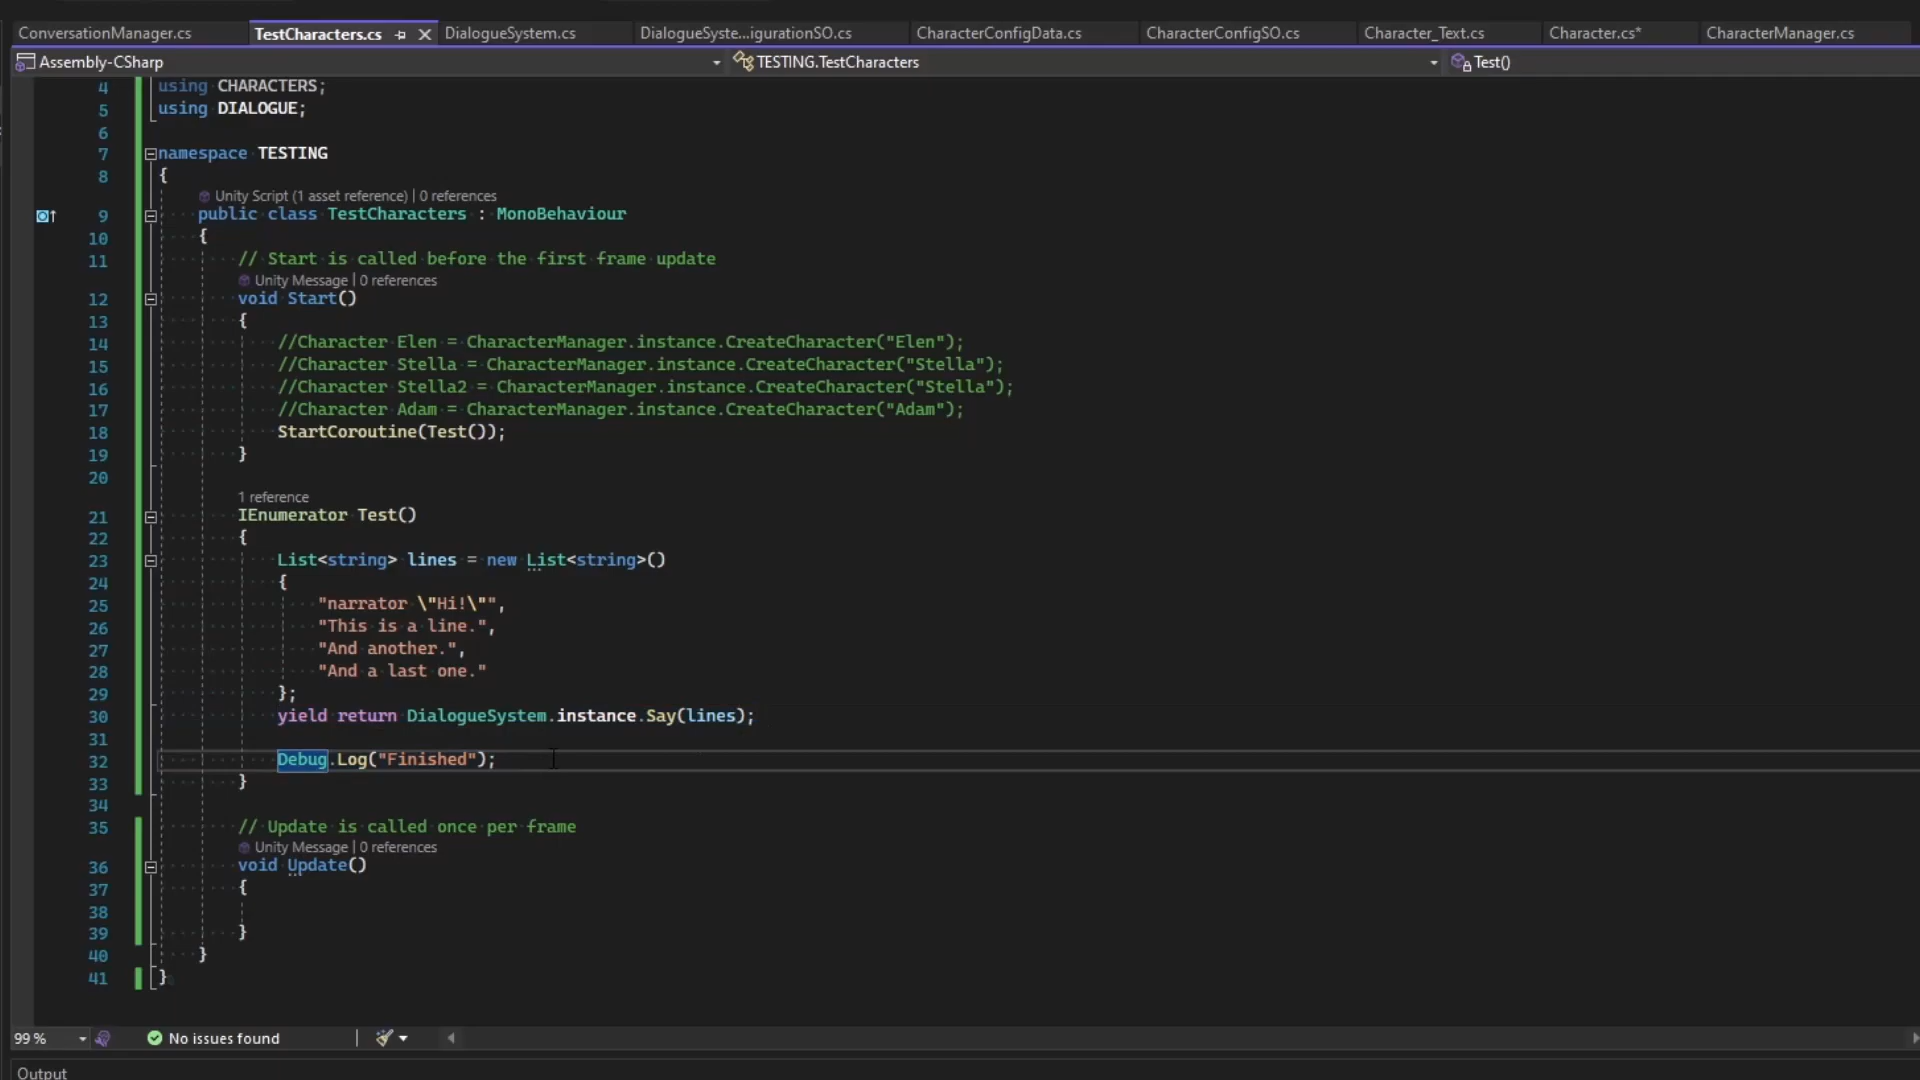 ConversationManager.cs TestCharacters.cs DialogueSystem.cs DialogueSyste...igurationSO.cs CharacterConfigData.cs CharacterConfigSO.cs Character_Text.cs Character.cs* CharacterManager.cs
Assembly-CSharp TESTING.TestCharacters Test()
4 using CHARACTERS;
5 using DIALOGUE;
6
7 namespace TESTING
8 {
Unity Script (1 asset reference) | 0 references
9 public class TestCharacters : MonoBehaviour
10 {
11 // Start is called before the first frame update
Unity Message | 0 references
12 void Start()
13 {
14 //Character Elen = CharacterManager.instance.CreateCharacter("Elen");
15 //Character Stella = CharacterManager.instance.CreateCharacter("Stella");
16 //Character Stella2 = CharacterManager.instance.CreateCharacter("Stella");
17 //Character Adam = CharacterManager.instance.CreateCharacter("Adam");
18 StartCoroutine(Test());
19 }
20
1 reference
21 IEnumerator Test()
22 {
23 List<string> lines = new List<string>()
24 {
25 "narrator \"Hi!\"",
26 "This is a line.",
27 "And another.",
28 "And a last one."
29 };
30 yield return DialogueSystem.instance.Say(lines);
31
32 Debug.Log("Finished");
33 }
34
35 // Update is called once per frame
Unity Message | 0 references
36 void Update()
37 {
38
39 }
40 }
41 }
99 % No issues found
Output